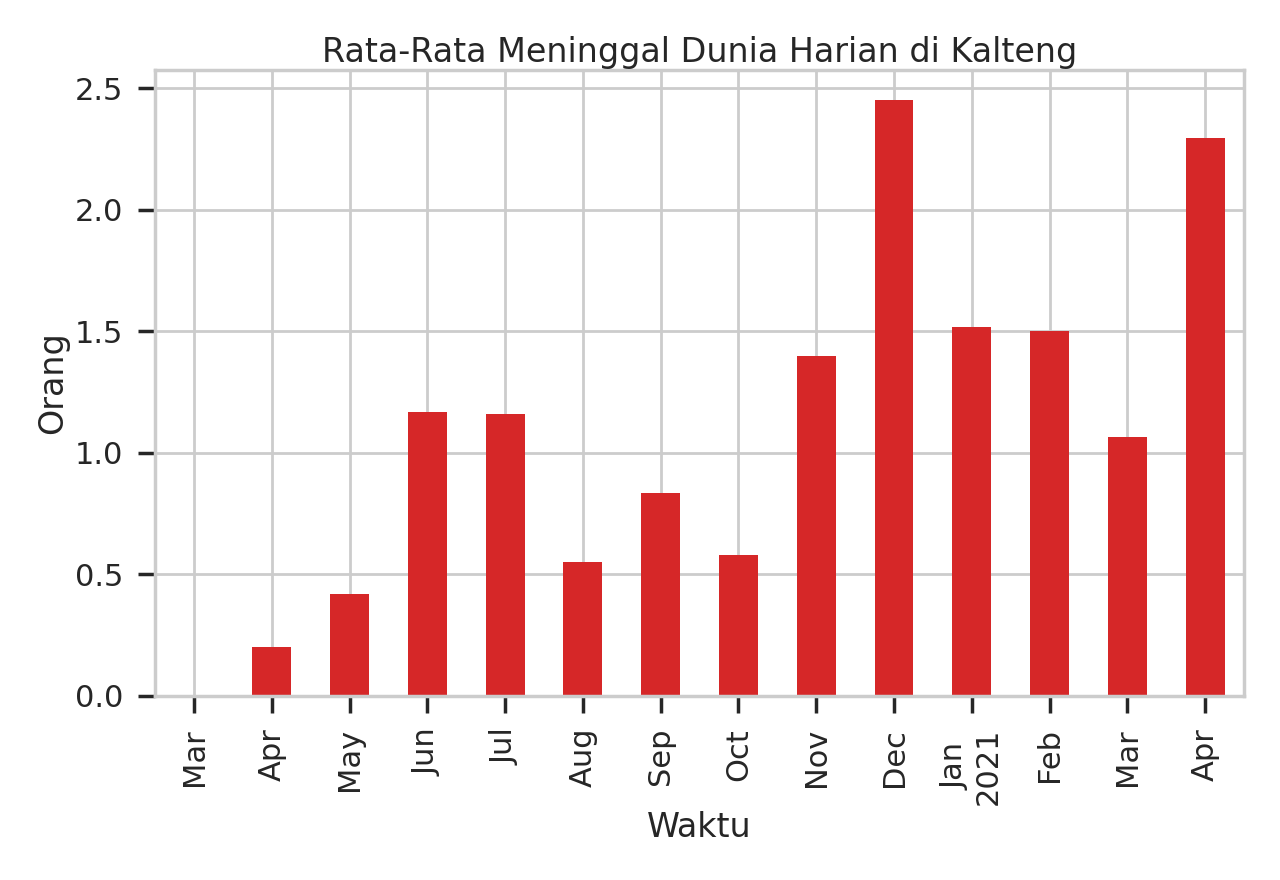 Rata-Rata Meninggal Dunia Harian di Kalteng
2.5
2.0
1.5
1.0
0.5
0.0
Orang
Mar
Apr
May
Jun
Jul
Aug
Sep
Oct
Nov
Dec
Jan
2021
Feb
Mar
Apr
Waktu